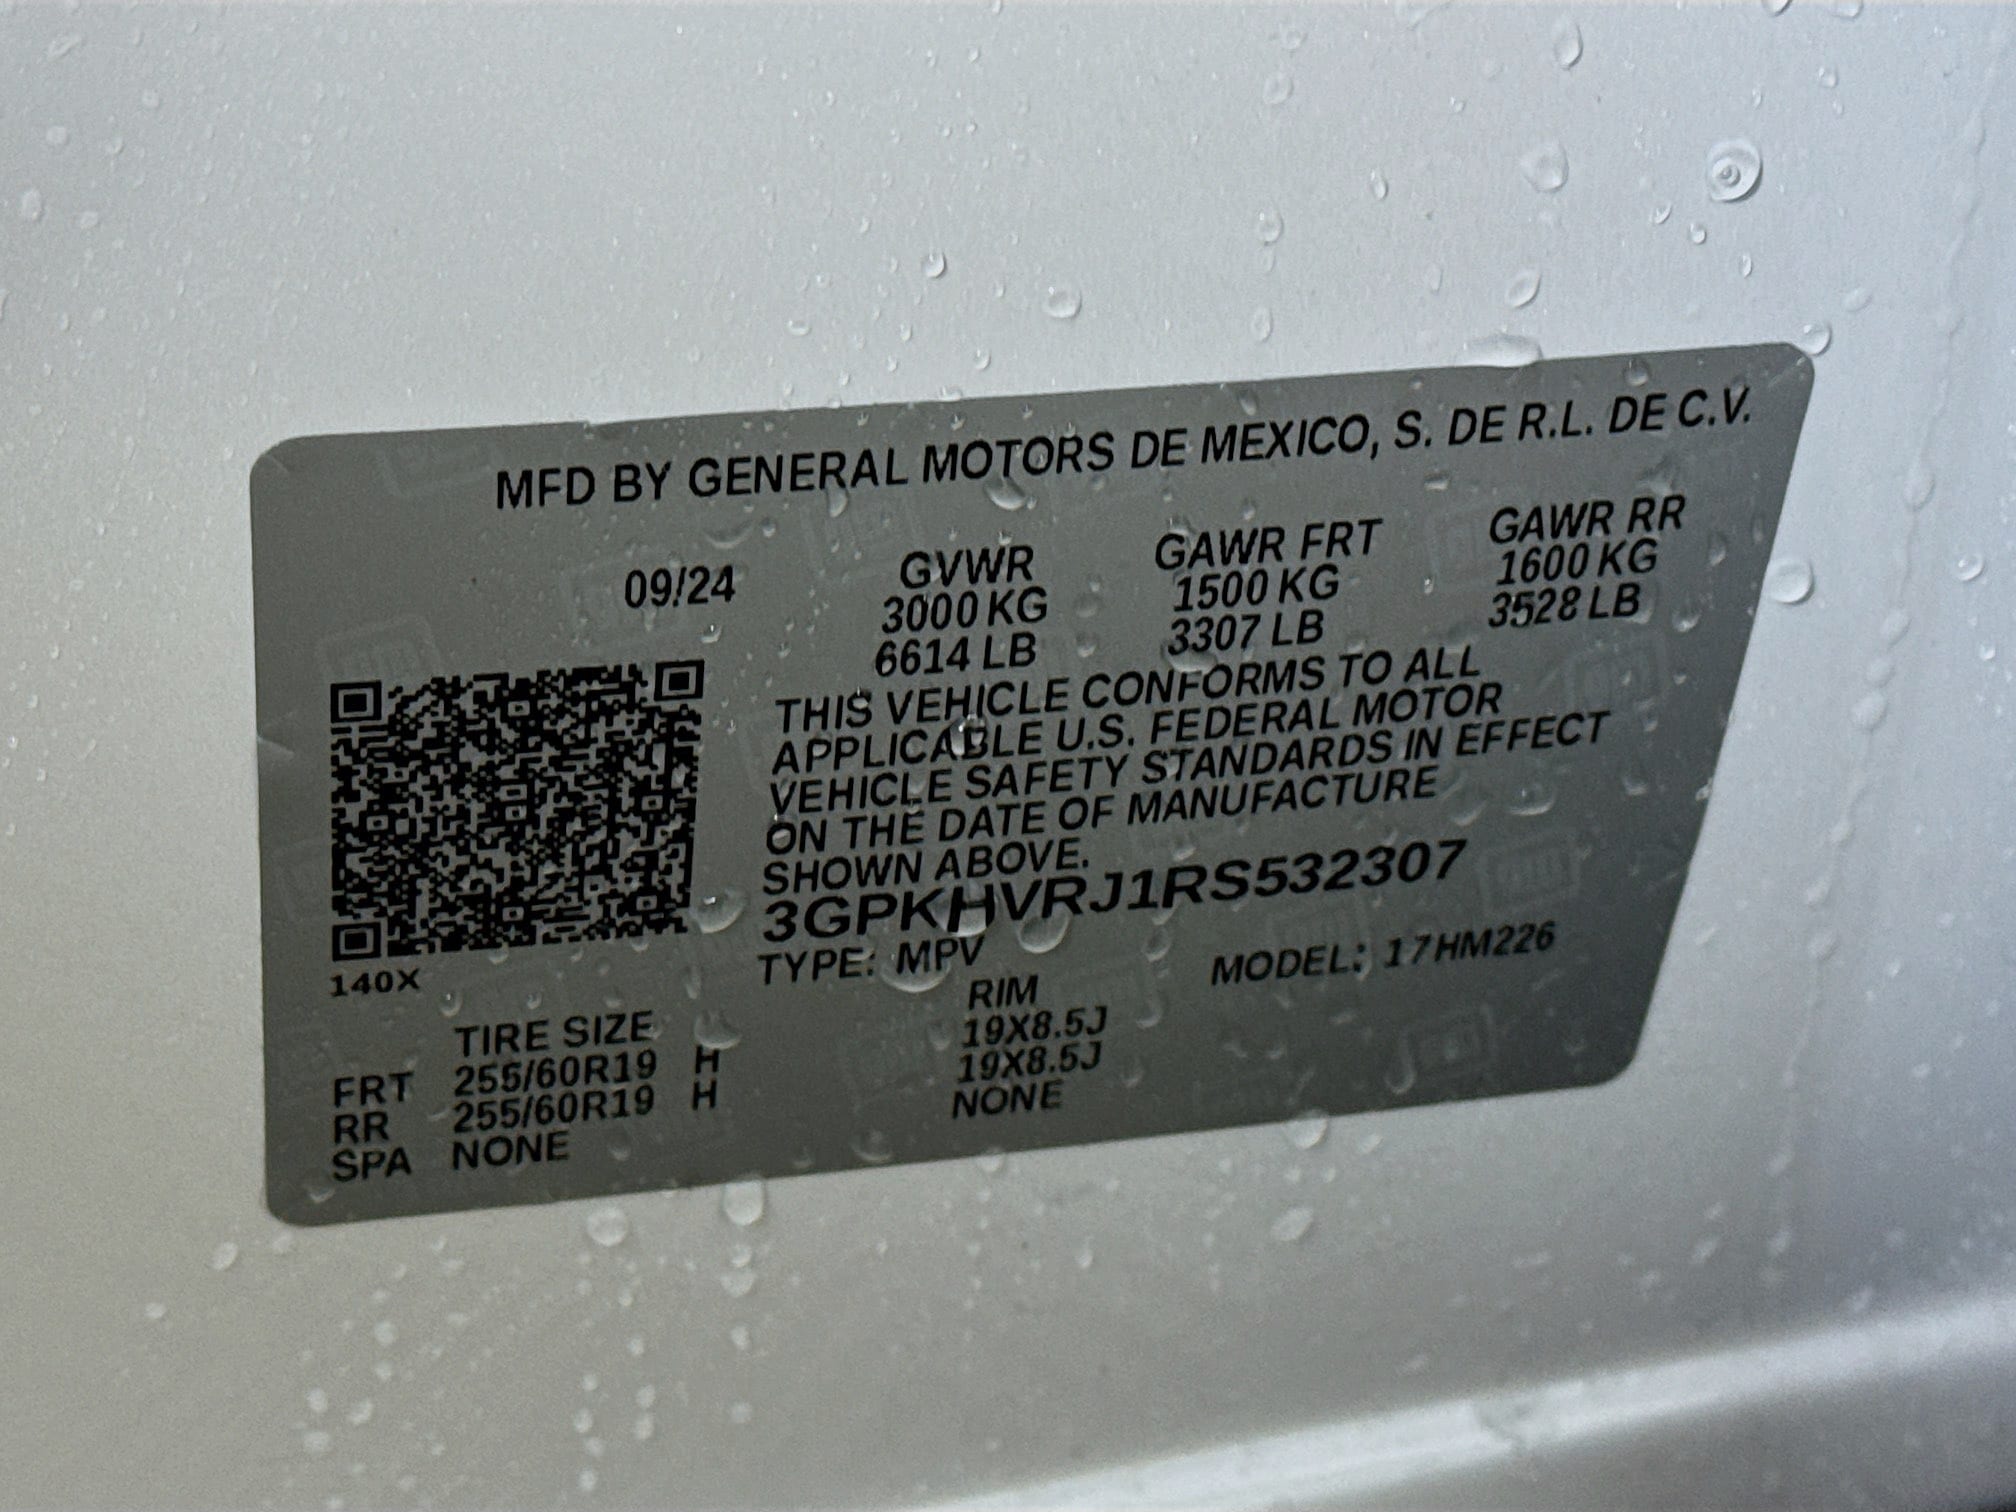 MFD BY GENERAL MOTORS DE MEXICO, S. DE R.L. DE C.V.
09/24 GVWR GAWR FRT GAWR RR
3000 KG 1500 KG 1600 KG
6614 LB 3307 LB 3528 LB
THIS VEHICLE CONFORMS TO ALL
APPLICABLE U.S. FEDERAL MOTOR
VEHICLE SAFETY STANDARDS IN EFFECT
ON THE DATE OF MANUFACTURE
SHOWN ABOVE.
3GPKHVRJ1RS532307
TYPE: MPV MODEL: 17HM226
140X
TIRE SIZE RIM
FRT 255/60R19 H 19X8.5J
RR 255/60R19 H 19X8.5J
SPA NONE NONE